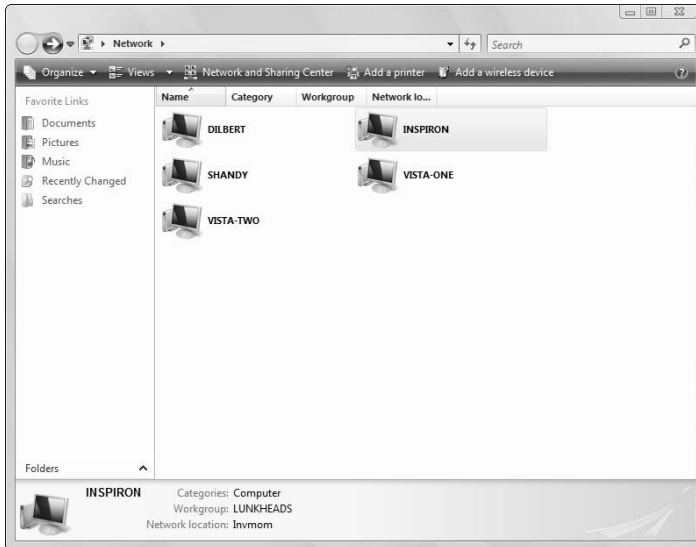 Network
Search
Organize Views Network and Sharing Center Add a printer Add a wireless device ?
Favorite Links
Documents
Pictures
Music
Recently Changed
Searches
Folders
Name Category Workgroup Network lo...
DILBERT INSPIRON
SHANDY VISTA-ONE
VISTA-TWO
INSPIRON Categories: Computer
Workgroup: LUNKHEADS
Network location: Invmom